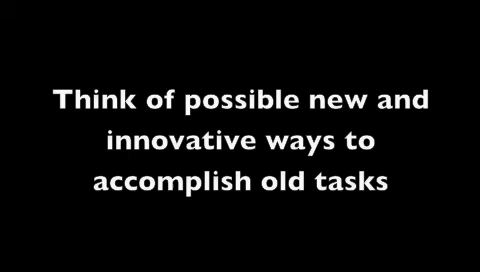 Think of possible new and
innovative ways to
accomplish old tasks